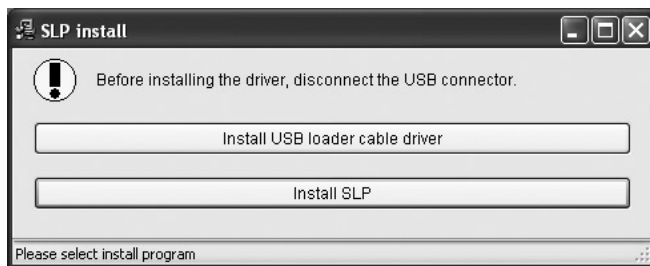 SLP install
Before installing the driver, disconnect the USB connector.
Install USB loader cable driver
Install SLP
Please select install program